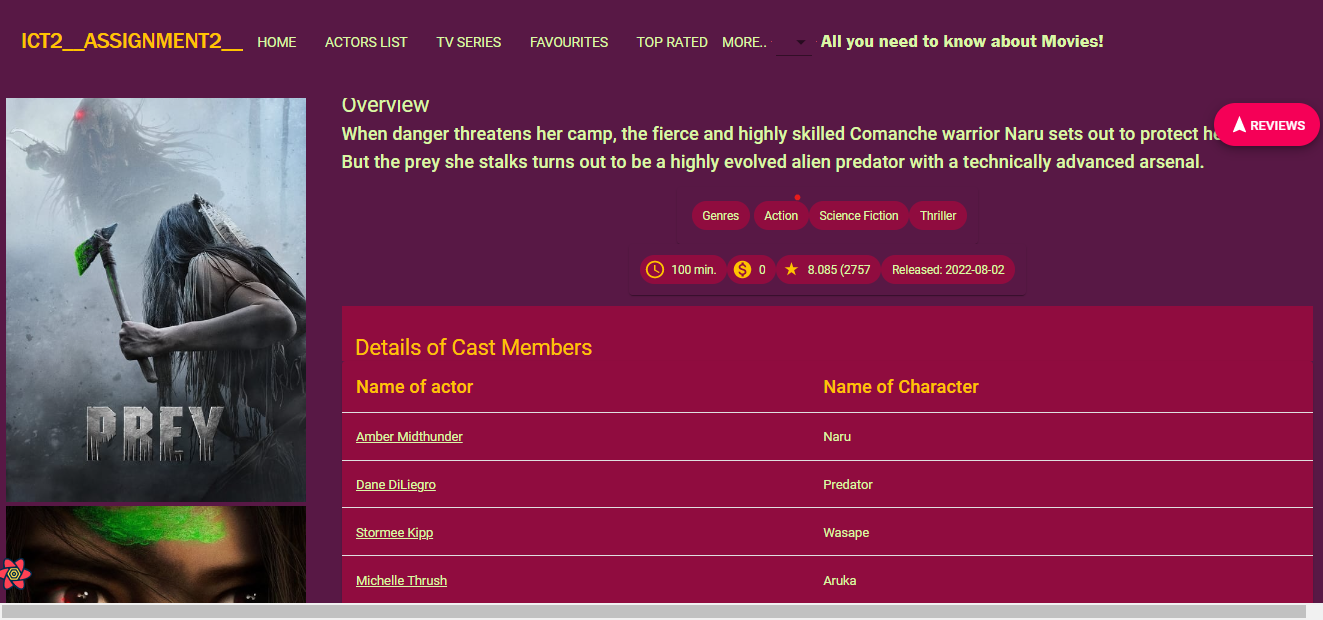 ICT2__ASSIGNMENT2__ HOME ACTORS LIST TV SERIES FAVOURITES TOP RATED MORE.. All you need to know about Movies!
Overview
When danger threatens her camp, the fierce and highly skilled Comanche warrior Naru sets out to protect
But the prey she stalks turns out to be a highly evolved alien predator with a technically advanced arsenal.
REVIEWS
Genres Action Science Fiction Thriller
100 min. 0 8.085 (2757 Released: 2022-08-02
PREY
Details of Cast Members
Name of actor Name of Character
Amber Midthunder Naru
Dane DiLiegro Predator
Stormee Kipp Wasape
Michelle Thrush Aruka